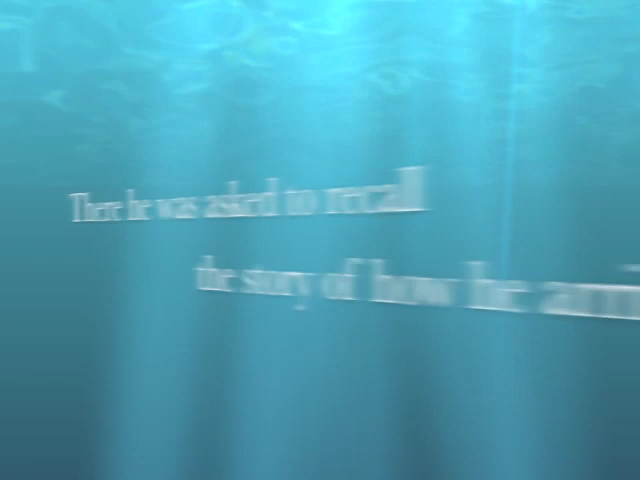 There he was asked to recall
the story of how he